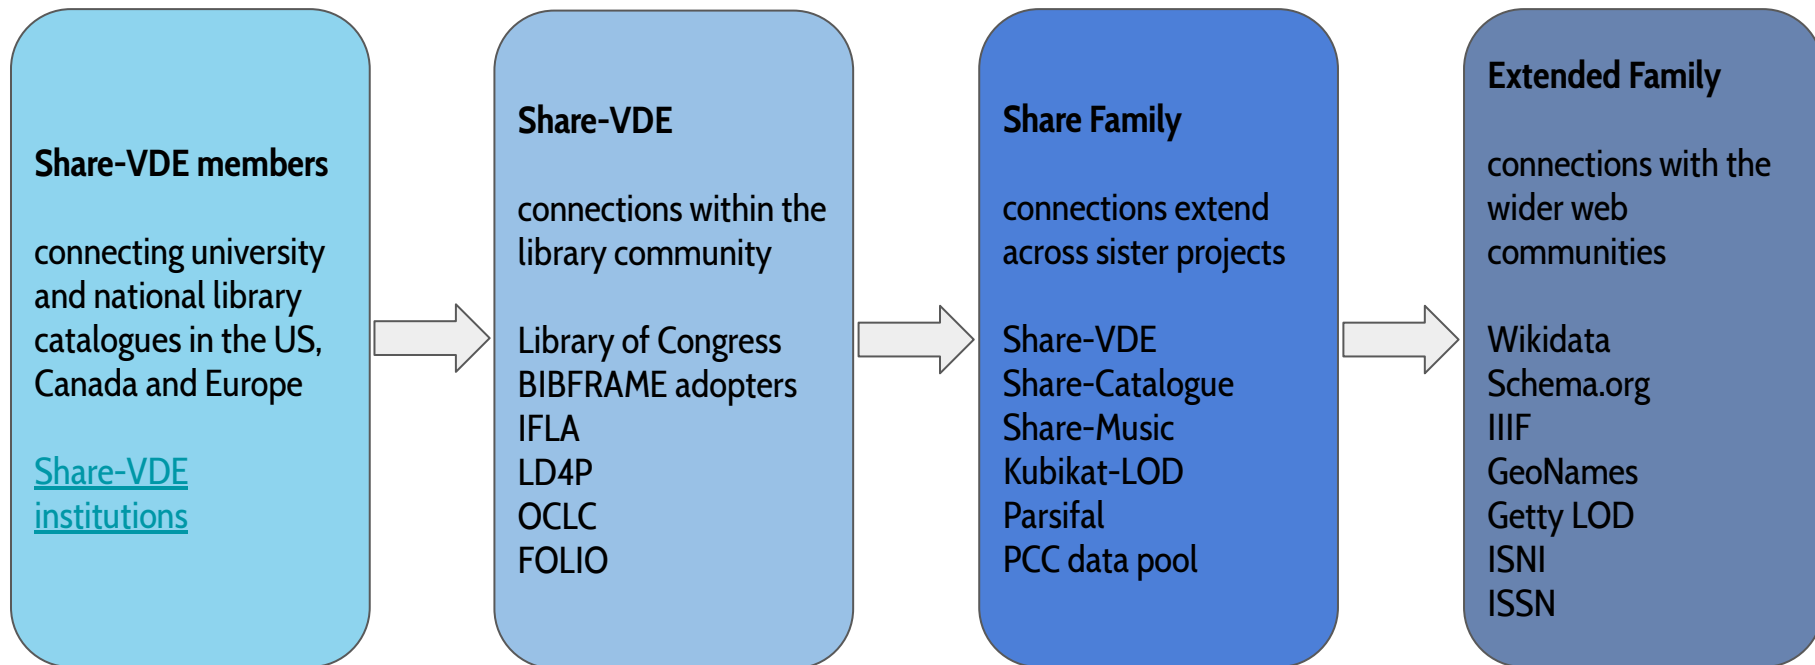 Share-VDE members
connecting university
and national library
catalogues in the US,
Canada and Europe
Share-VDE
institutions
Share-VDE
connections within the
library community
Library of Congress
BIBFRAME adopters
IFLA
LD4P
OCLC
FOLIO
Share Family
connections extend
across sister projects
Share-VDE
Share-Catalogue
Share-Music
Kubikat-LOD
Parsifal
PCC data pool
Extended Family
connections with the
wider web
communities
Wikidata
Schema.org
IIIF
GeoNames
Getty LOD
ISNI
ISSN